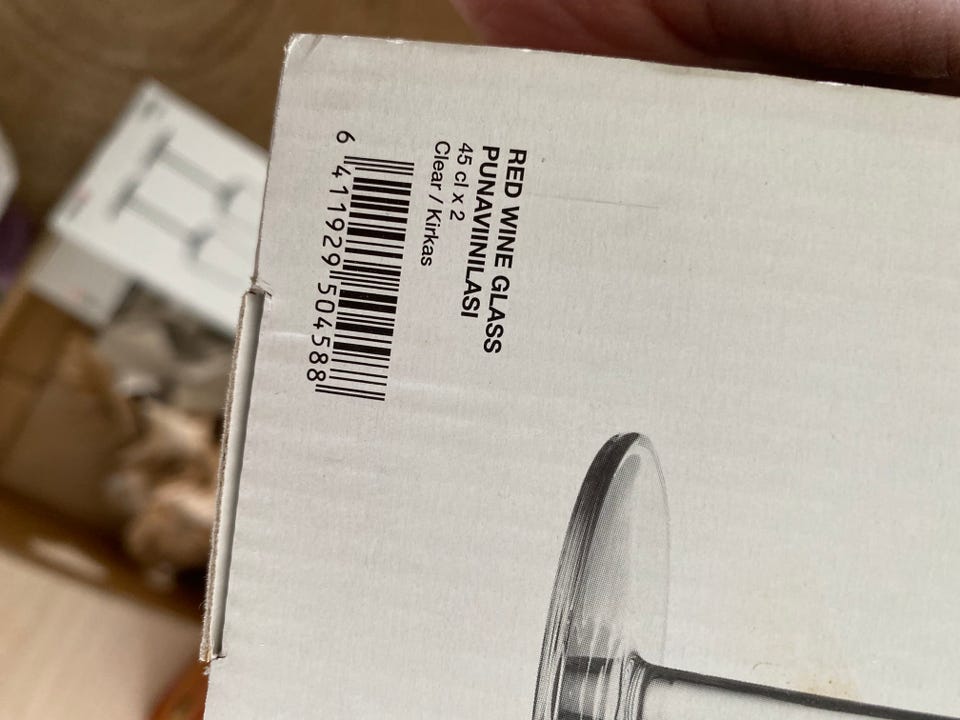 RED WINE GLASS
PUNAVIINILASI
45 cl x 2
Clear / Kirkas
6 411929 504588